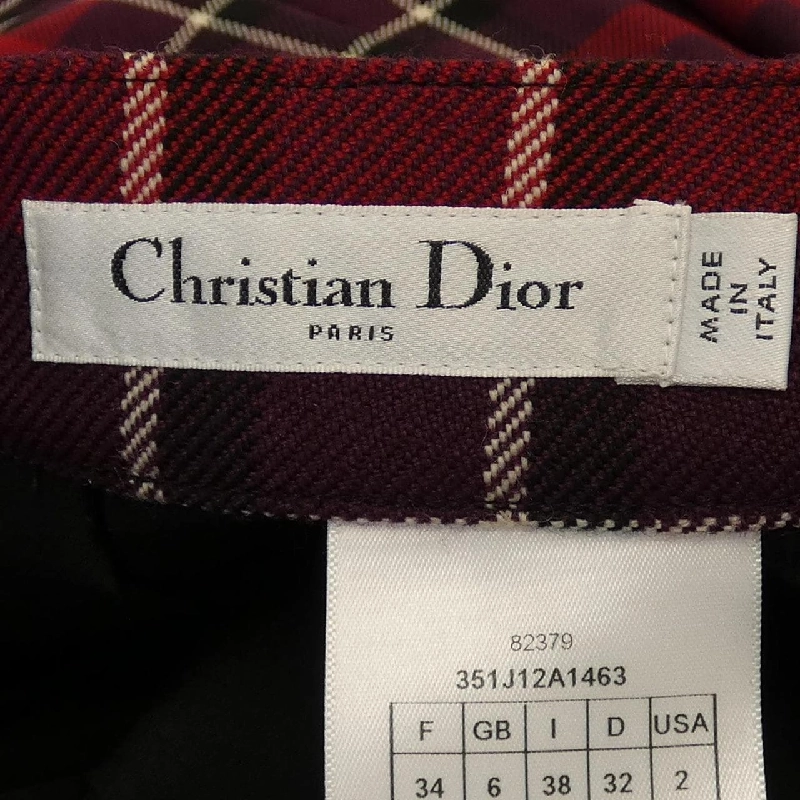 Christian Dior
PARIS
MADE
IN
ITALY
82379
351J12A1463
F GB I D USA
34 6 38 32 2